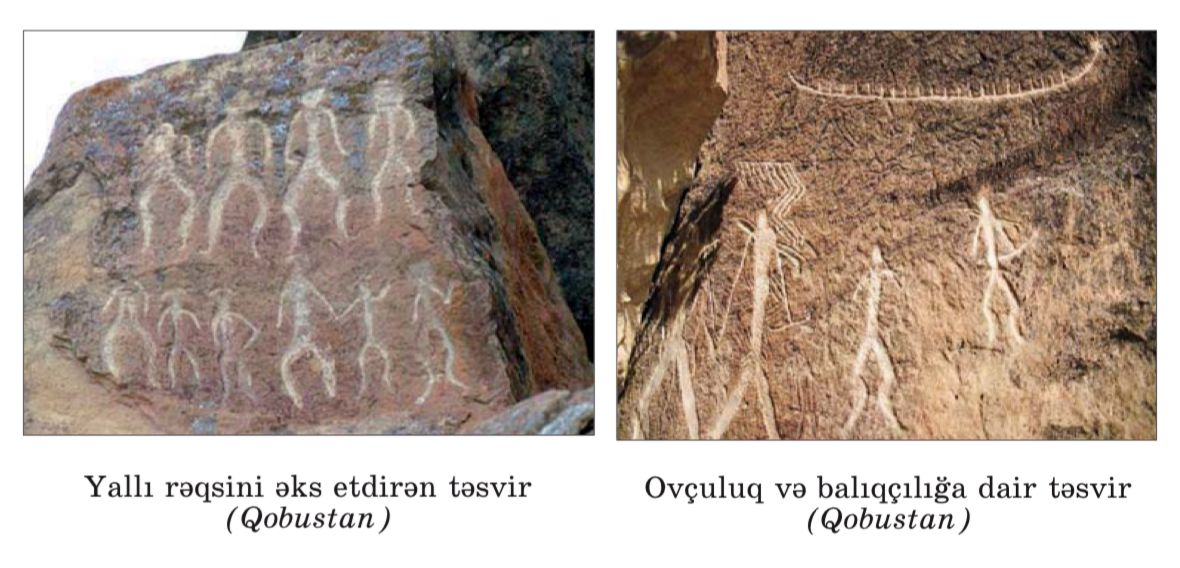 Yallı rəqsini əks etdirən təsvir
(Qobustan)
Ovçuluq və balıqçılığa dair təsvir
(Qobustan)